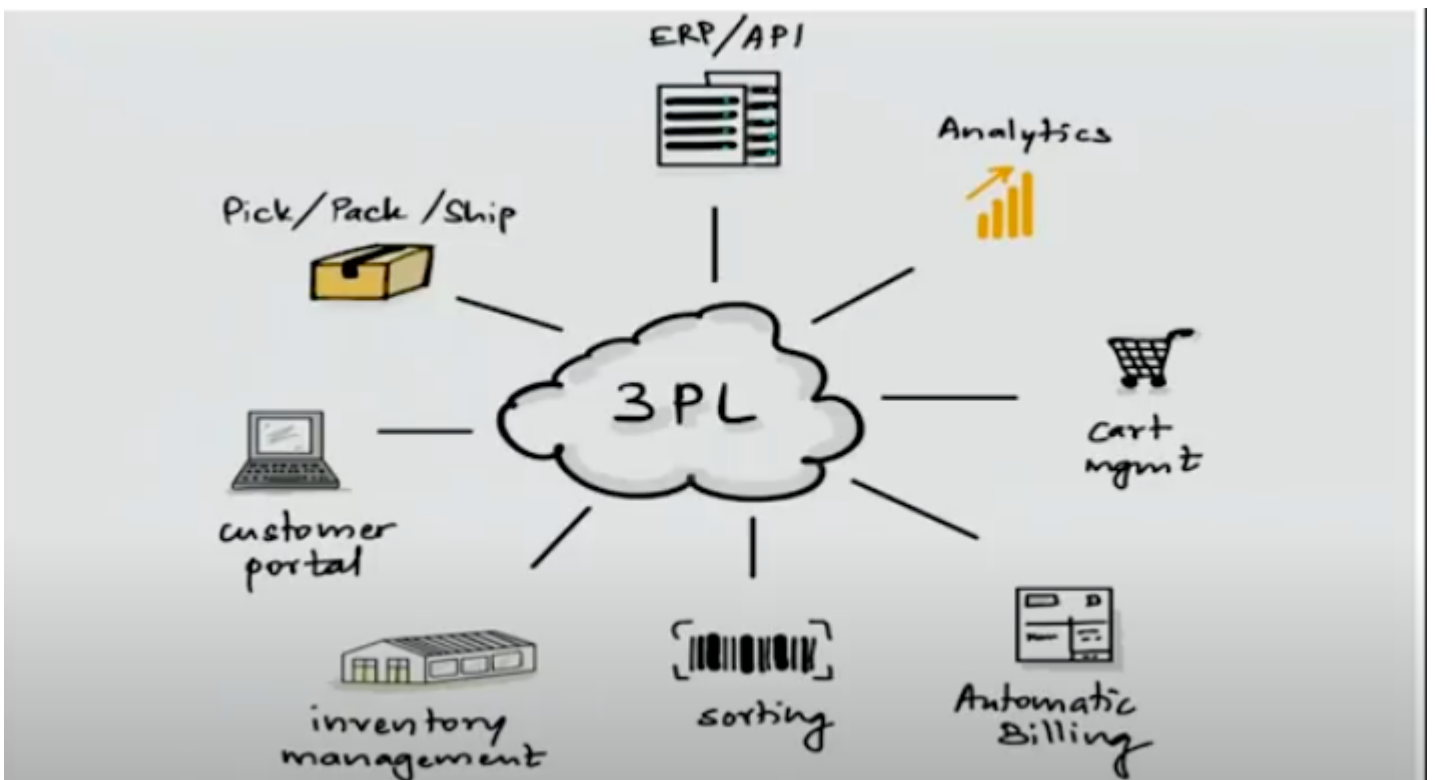 ERP/API
Analytics
Pick/Pack/Ship
3PL
cart
mgmt
customer
portal
inventory
management
sorting
Automatic
Billing